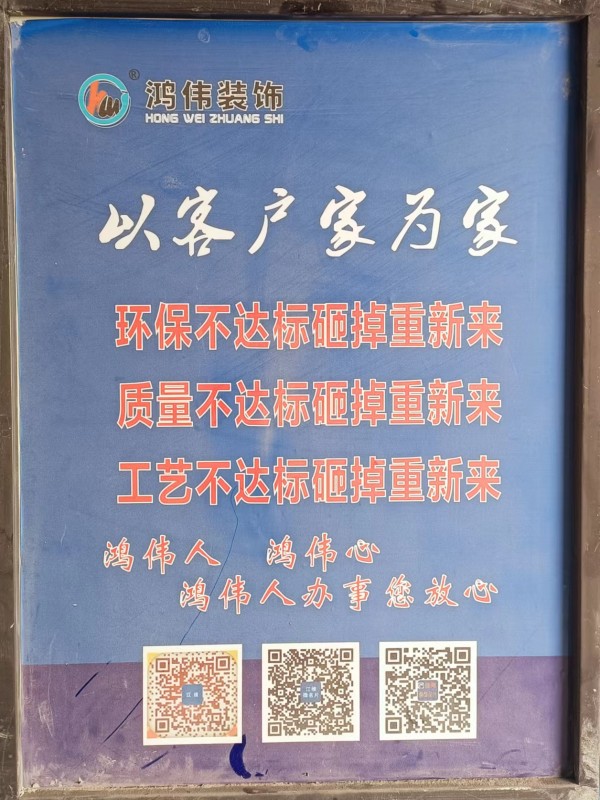 鸿伟装饰
HONG WEI ZHUANG SHI
以客户家为家
环保不达标砸掉重新来
质量不达标砸掉重新来
工艺不达标砸掉重新来
鸿伟人 鸿伟心
鸿伟人办事您放心